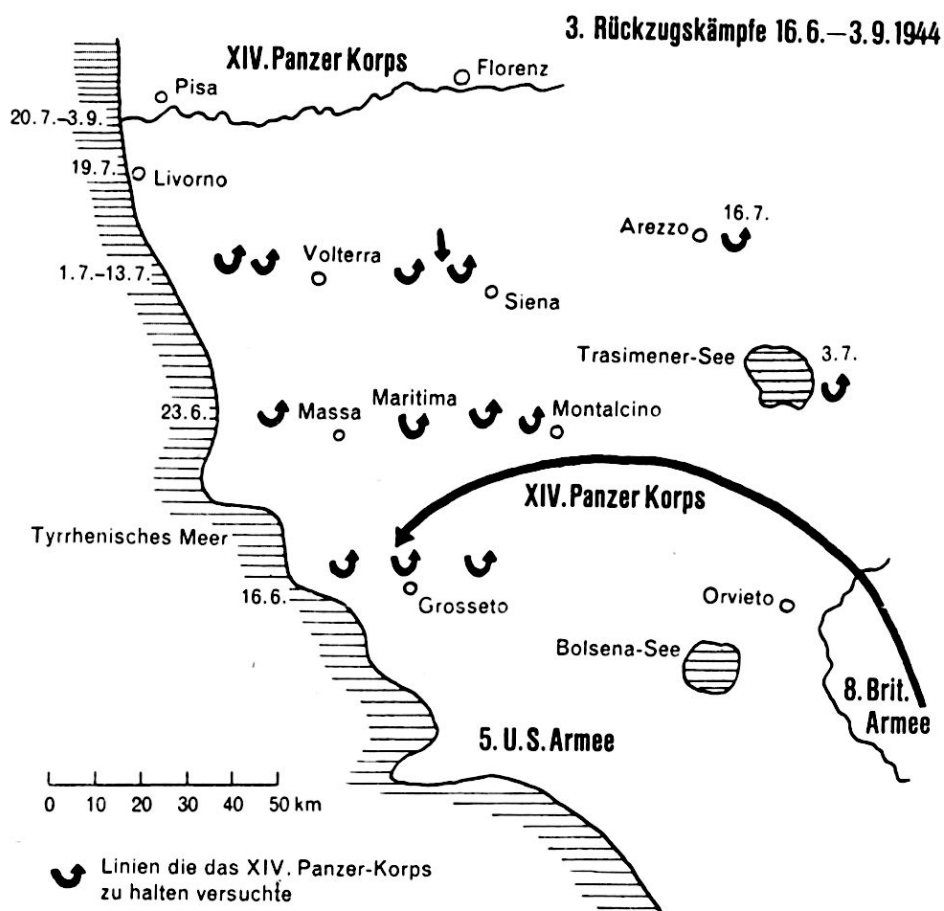 3. Rückzugskämpfe 16.6.–3.9.1944
XIV. Panzer Korps
Florenz
Pisa
20.7.–3.9.
19.7.
Livorno
16.7.
Arezzo
Volterra
1.7.–13.7.
Siena
Trasimener-See
3.7.
23.6.
Massa
Maritima
Montalcino
XIV. Panzer Korps
Tyrrhenisches Meer
16.6.
Grosseto
Orvieto
Bolsena-See
8. Brit.
Armee
5. U.S. Armee
0 10 20 30 40 50 km
Linien die das XIV. Panzer-Korps
zu halten versuchte